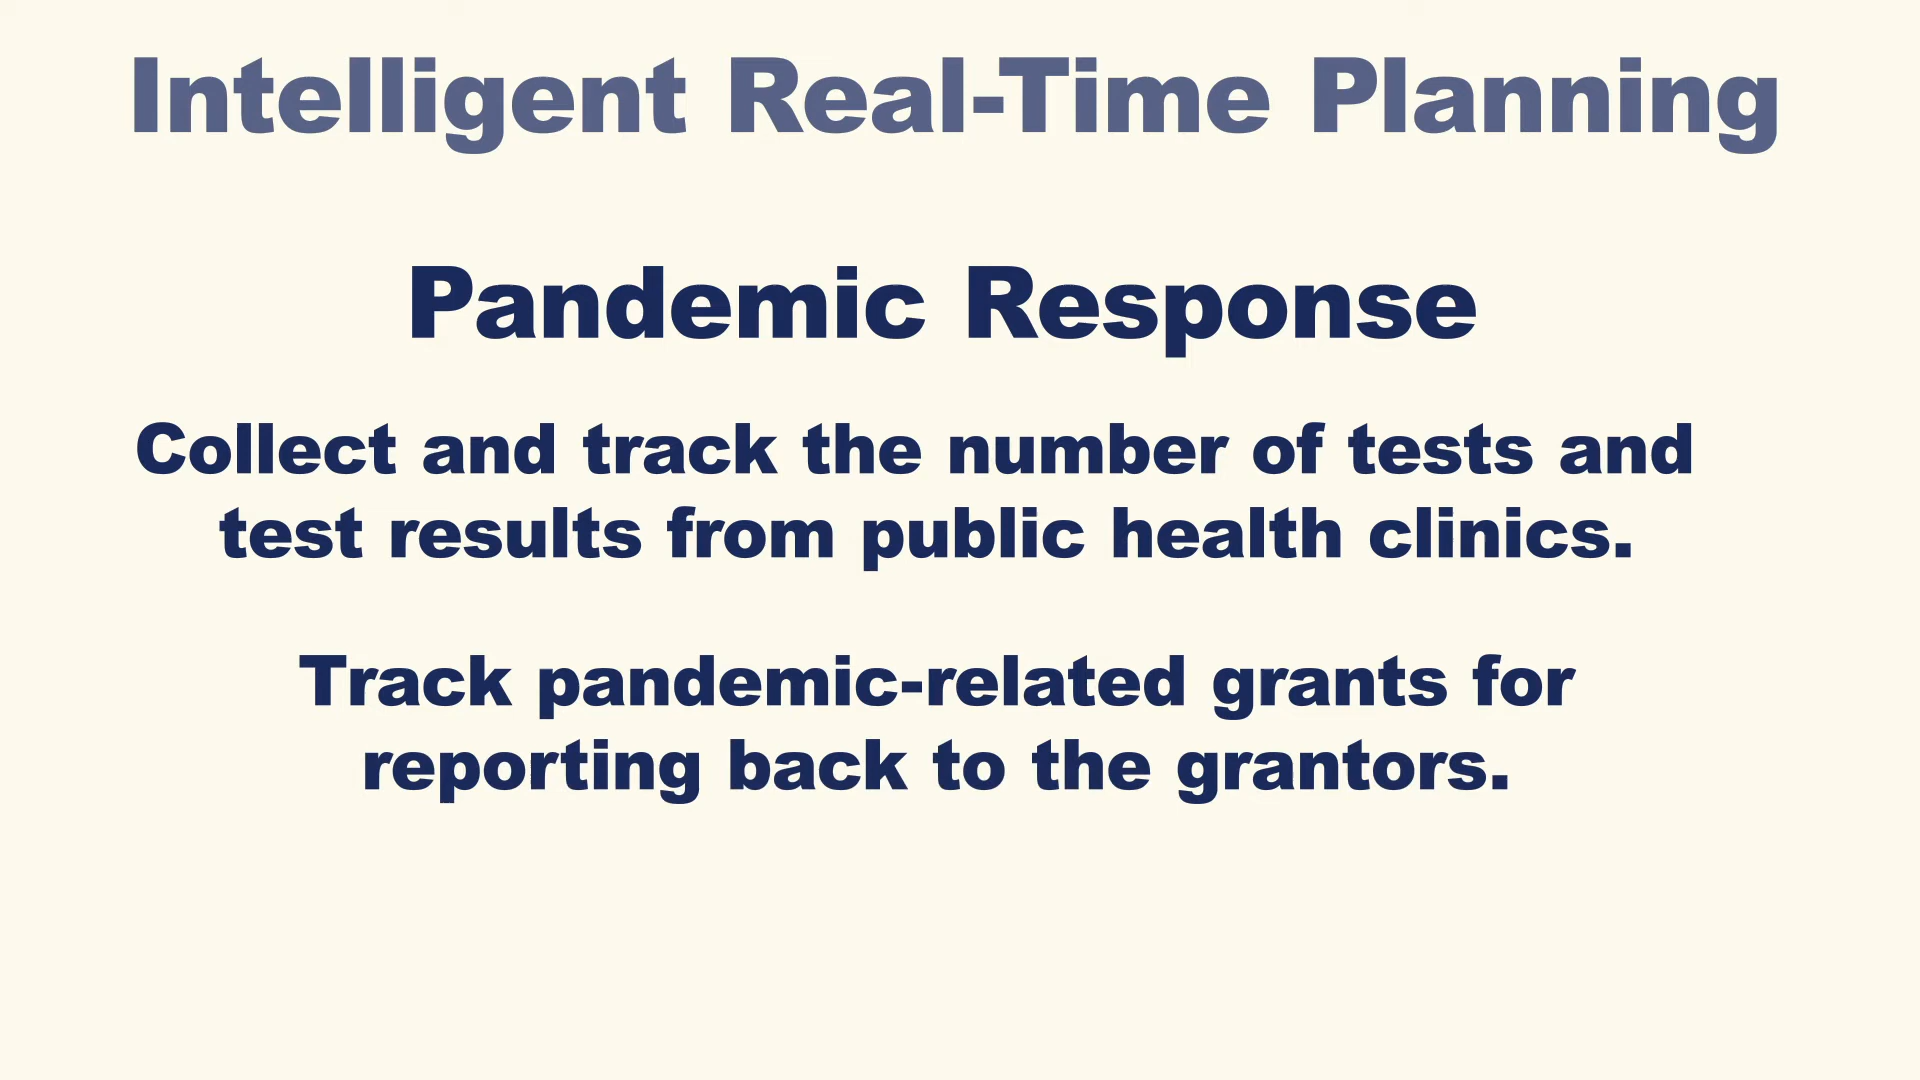 Intelligent Real-Time Planning
Pandemic Response
Collect and track the number of tests and
test results from public health clinics.
Track pandemic-related grants for
reporting back to the grantors.